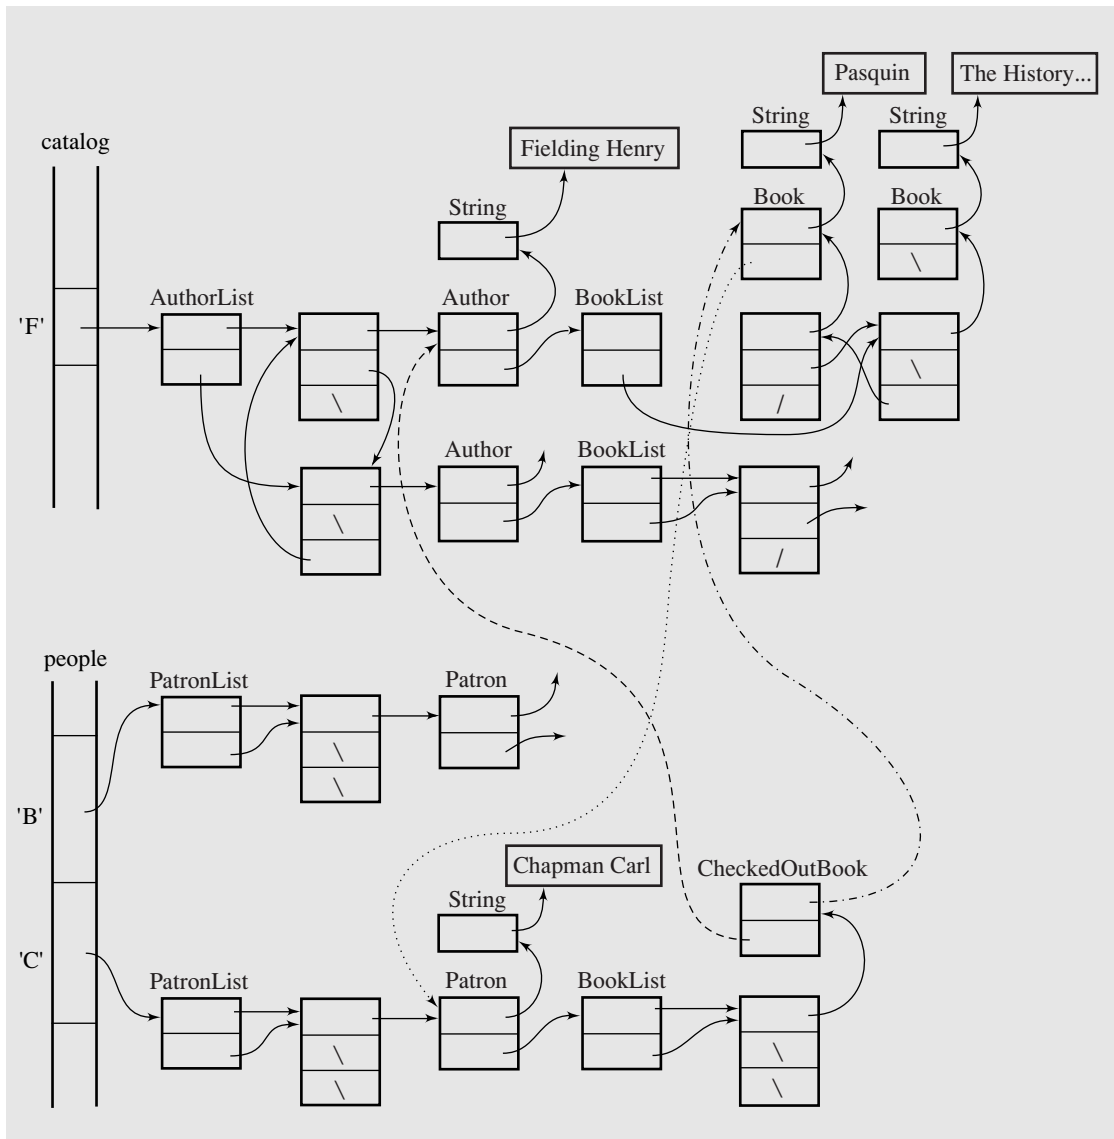 Pasquin
The History...
String
String
catalog
Fielding Henry
Book
Book
String
AuthorList
Author
BookList
'F'
\
\
\
/
Author
BookList
\
/
people
PatronList
Patron
\
\
'B'
Chapman Carl
CheckedOutBook
String
'C'
PatronList
Patron
BookList
\
\
\
\